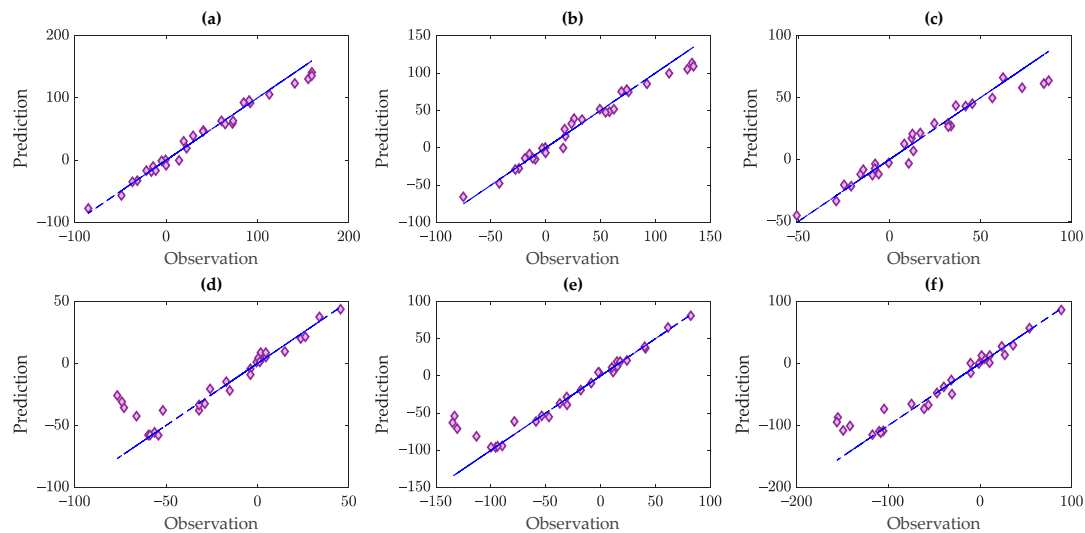 (a) (b) (c)
200 150 100
100 100 50
50
0 0 0
−50
−100 −100 −50
−100 0 100 200 −100 −50 0 50 100 150 −50 0 50 100
Prediction Prediction Prediction
Observation Observation Observation
(d) (e) (f)
50 100 100
0 50 0
0
−50 −50 −100
−100
−100 −150 −200
−100 −50 0 50 −150 −100 −50 0 50 100 −200 −100 0 100
Prediction Prediction Prediction
Observation Observation Observation